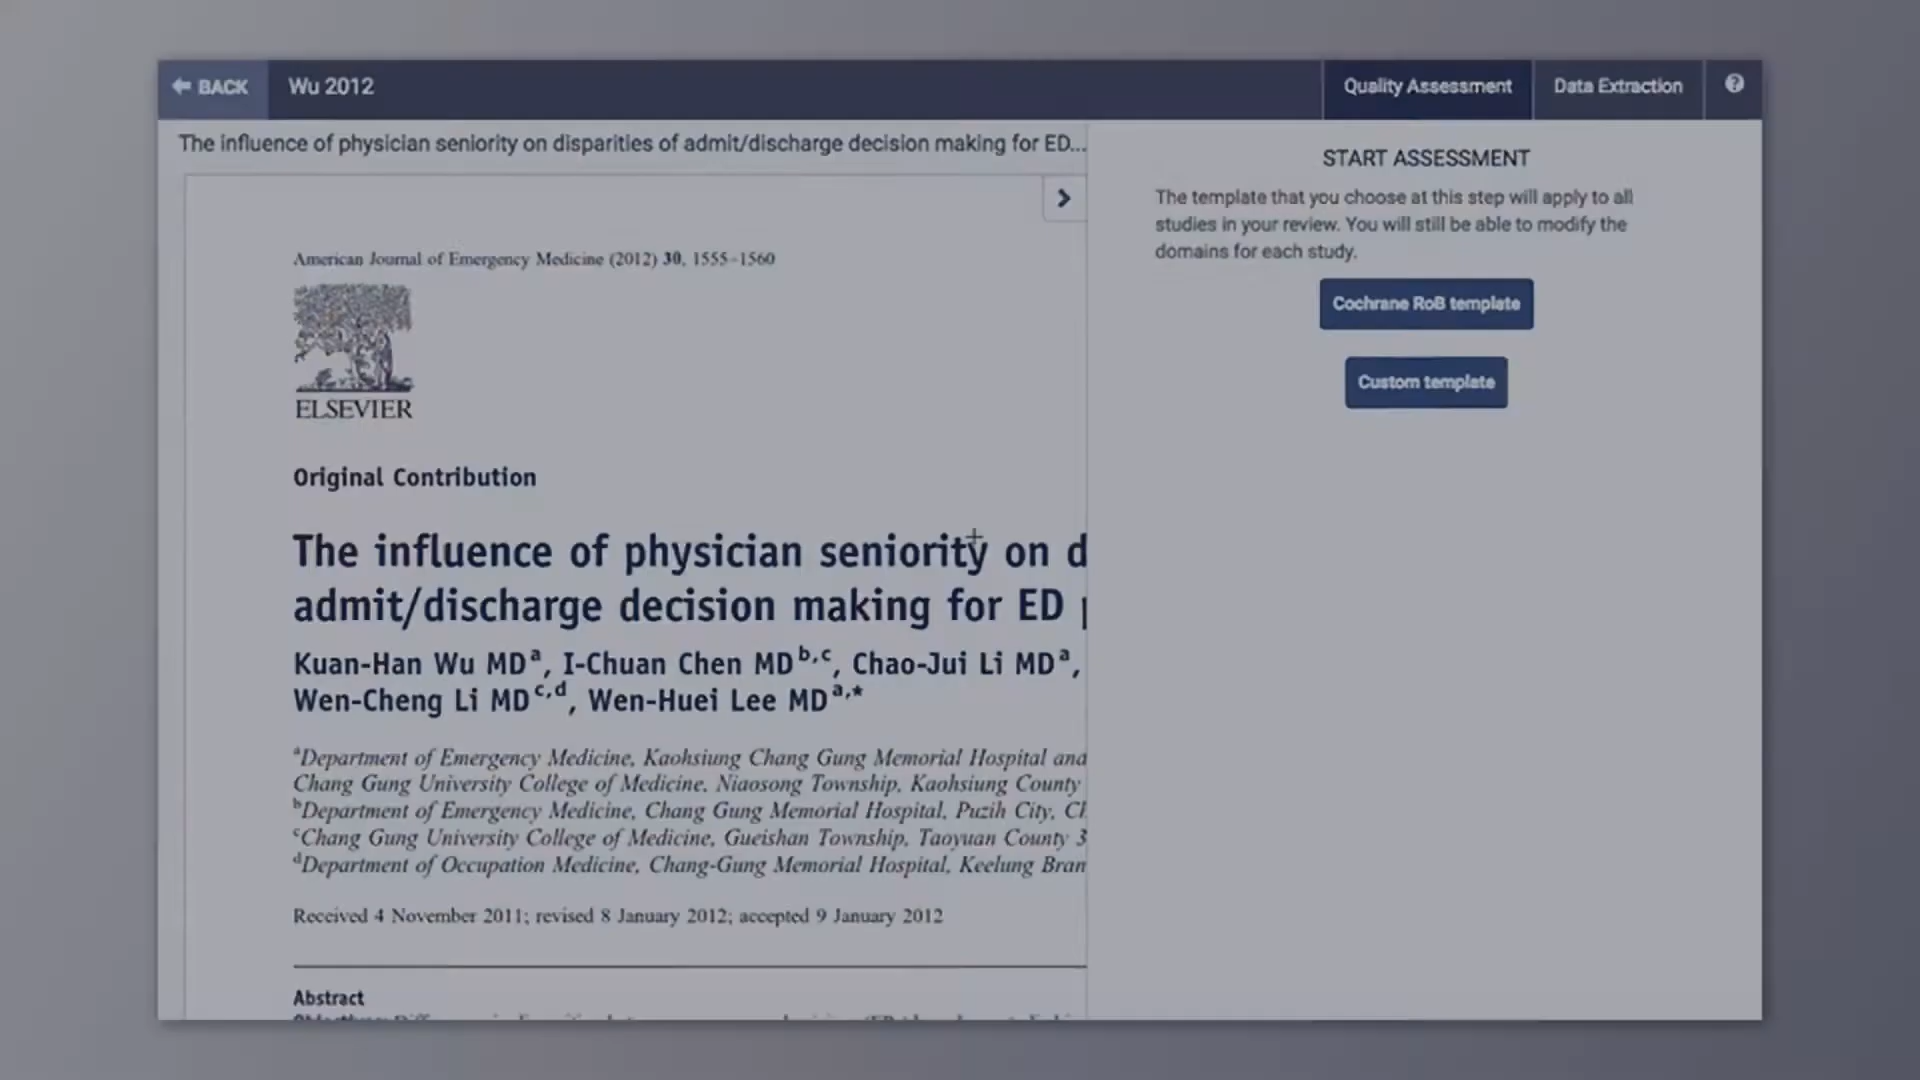 BACK
Wu 2012
Quality Assessment
Data Extraction
?
The influence of physician seniority on disparities of admit/discharge decision making for ED...
American Journal of Emergency Medicine (2012) 30, 1555–1560
ELSEVIER
Original Contribution
The influence of physician seniority on d
admit/discharge decision making for ED
Kuan-Han Wu MDa, I-Chuan Chen MDb,c, Chao-Jui Li MDa,
Wen-Cheng Li MDc,d, Wen-Huei Lee MDa,*
aDepartment of Emergency Medicine, Kaohsiung Chang Gung Memorial Hospital and
Chang Gung University College of Medicine, Niaosong Township, Kaohsiung County
bDepartment of Emergency Medicine, Chang Gung Memorial Hospital, Puzih City,
cChang Gung University College of Medicine, Gueishan Township, Taoyuan County 3
dDepartment of Occupation Medicine, Chang-Gung Memorial Hospital, Keelung Bran
Received 4 November 2011; revised 8 January 2012; accepted 9 January 2012
Abstract
START ASSESSMENT
The template that you choose at this step will apply to all
studies in your review. You will still be able to modify the
domains for each study.
Cochrane RoB template
Custom template